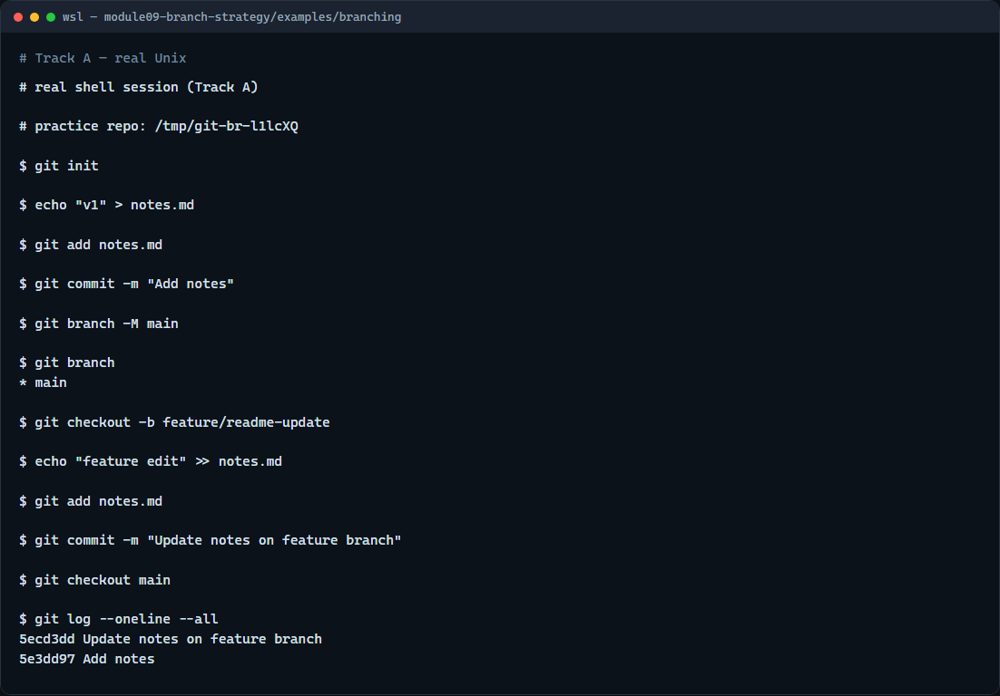 wsl — module09-branch-strategy/examples/branching
# Track A — real Unix
# real shell session (Track A)
# practice repo: /tmp/git-br-l1lcXQ
$ git init
$ echo "v1" > notes.md
$ git add notes.md
$ git commit -m "Add notes"
$ git branch -M main
$ git branch
* main
$ git checkout -b feature/readme-update
$ echo "feature edit" >> notes.md
$ git add notes.md
$ git commit -m "Update notes on feature branch"
$ git checkout main
$ git log --oneline --all
5ecd3dd Update notes on feature branch
5e3dd97 Add notes